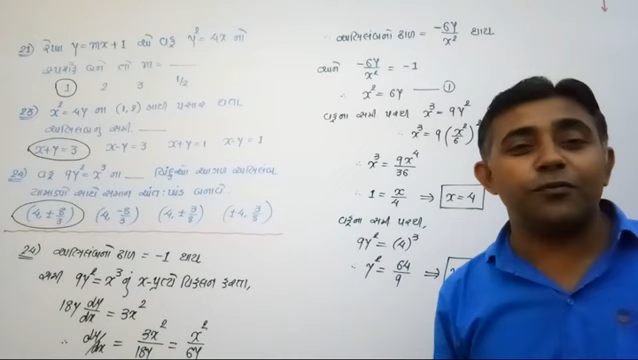 21) રેખા y = mx + 1 એ વક્ર y² = 4x નો
સ્પર્શક બને તો m = ____
1 2 3 1/2
23) x² = 4y ના (1, 2) માંથી પસાર થતા
અભિલંબનું સમી. ____
x+y = 3 x-y = 3 x+y = 1 x-y = 1
24) વક્ર 9y² = x³ ના ____ બિંદુએ આગળ અભિલંબ
યામાક્ષો સાથે સમાન અંત:ખંડ બનાવે.
(4, ± 8/3) (4, -8/3) (4, ± 3/8) (± 4, 3/8)
24) અભિલંબનો ઢાળ = -1 થાય
સમી 9y² = x³ નું x-પ્રત્યે વિકલન કરતા,
18y dy/dx = 3x²
∴ dy/dx = 3x²/18y = x²/6y
∴ અભિલંબનો ઢાળ = -6y/x² થાય
અને -6y/x² = -1
∴ x² = 6y —— ①
વક્રના સમી પરથી x³ = 9y²
∴ x³ = 9(x²/6)²
∴ x³ = 9x⁴/36
∴ 1 = x/4 ⇒ x = 4
વક્રના સમી પરથી,
9y² = (4)³
∴ y² = 64/9 ⇒